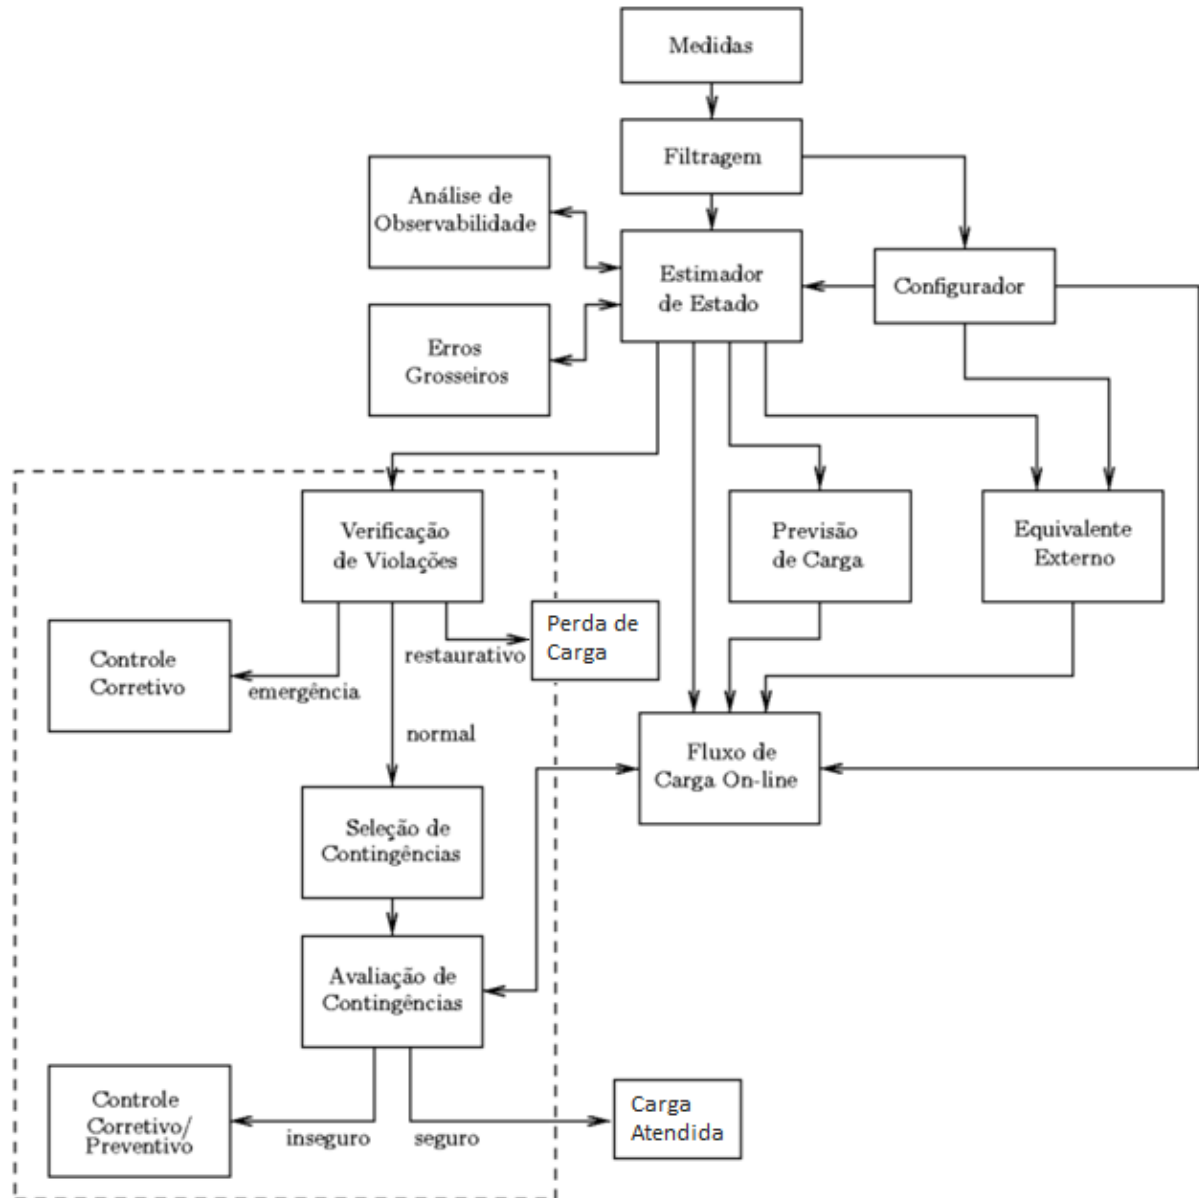 Medidas
Filtragem
Análise de
Observabilidade
Estimador
de Estado
Configurador
Erros
Grosseiros
Verificação
de Violações
Previsão
de Carga
Equivalente
Externo
Controle
Corretivo
emergência
restaurativo
Perda de
Carga
normal
Fluxo de
Carga On-line
Seleção de
Contingências
Avaliação de
Contingências
Controle
Corretivo/
Preventivo
inseguro
seguro
Carga
Atendida